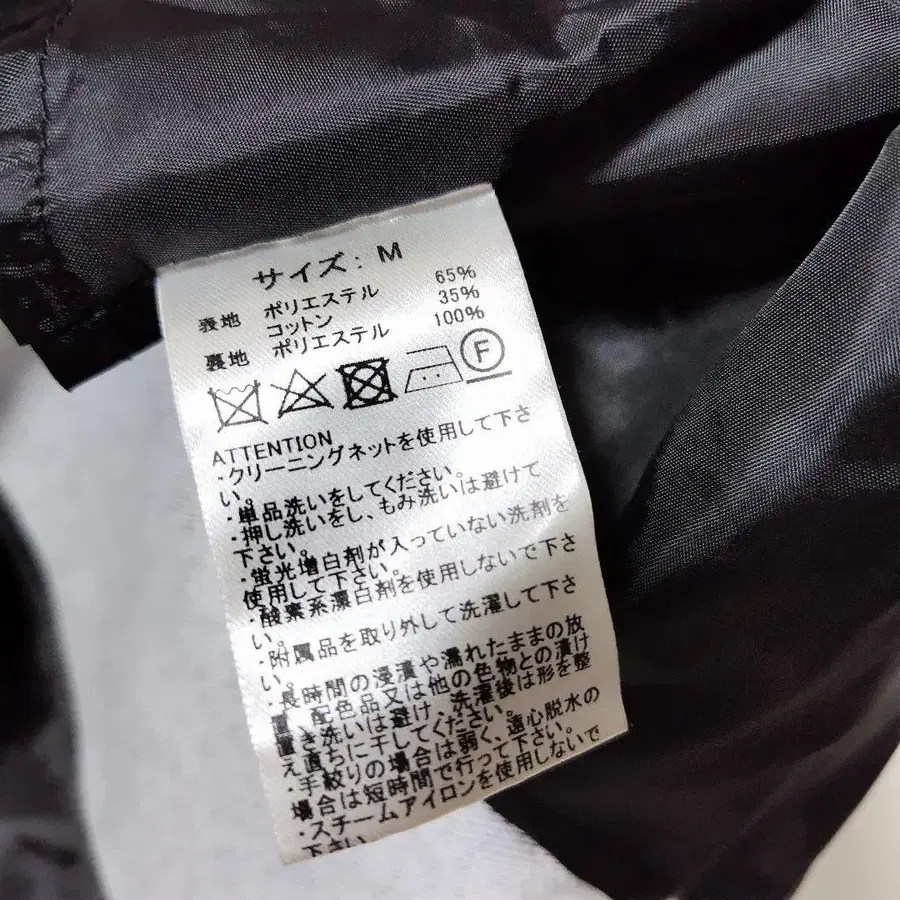 サイズ: M
表地 ポリエステル 65%
コットン 35%
裏地 ポリエステル 100%
F
ATTENTION
・クリーニングネットを使用して下さ
い。
・単品洗いをしてください。
・押し洗いをし、もみ洗いは避けて
下さい。
・蛍光増白剤が入っていない洗剤を
使用して下さい。
・酸素系漂白剤を使用しないで下さ
い。
・附属品を取り外して洗濯して下さ
い。
・長時間の浸漬や濡れたままの放
置、配色品又は他の色物との漬け
置き洗いは避け、洗濯後は形を整
え直ちに干してください。
・手絞りの場合は弱く、遠心脱水の
場合は短時間で行って下さい。
・スチームアイロンを使用しないで
下さい。